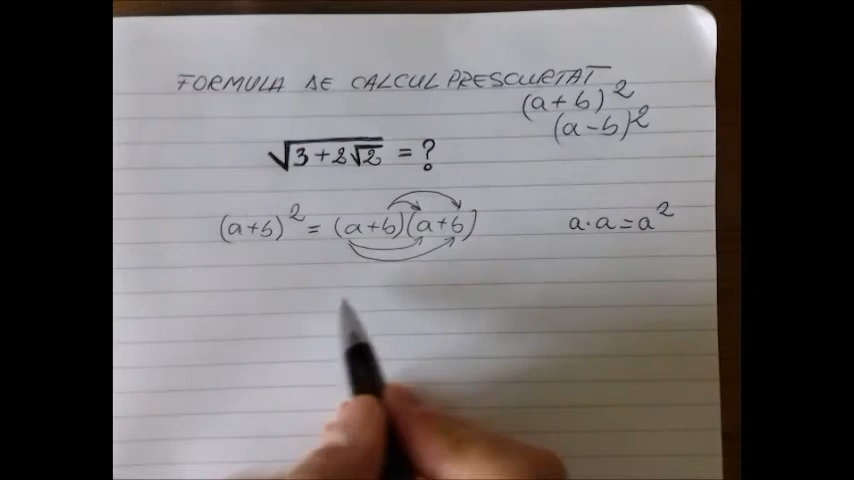 FORMULA DE CALCUL PRESCURTAT
(a+b)²
(a-b)²
√(3+2√2) = ?
(a+b)² = (a+b)(a+b)
a·a=a²